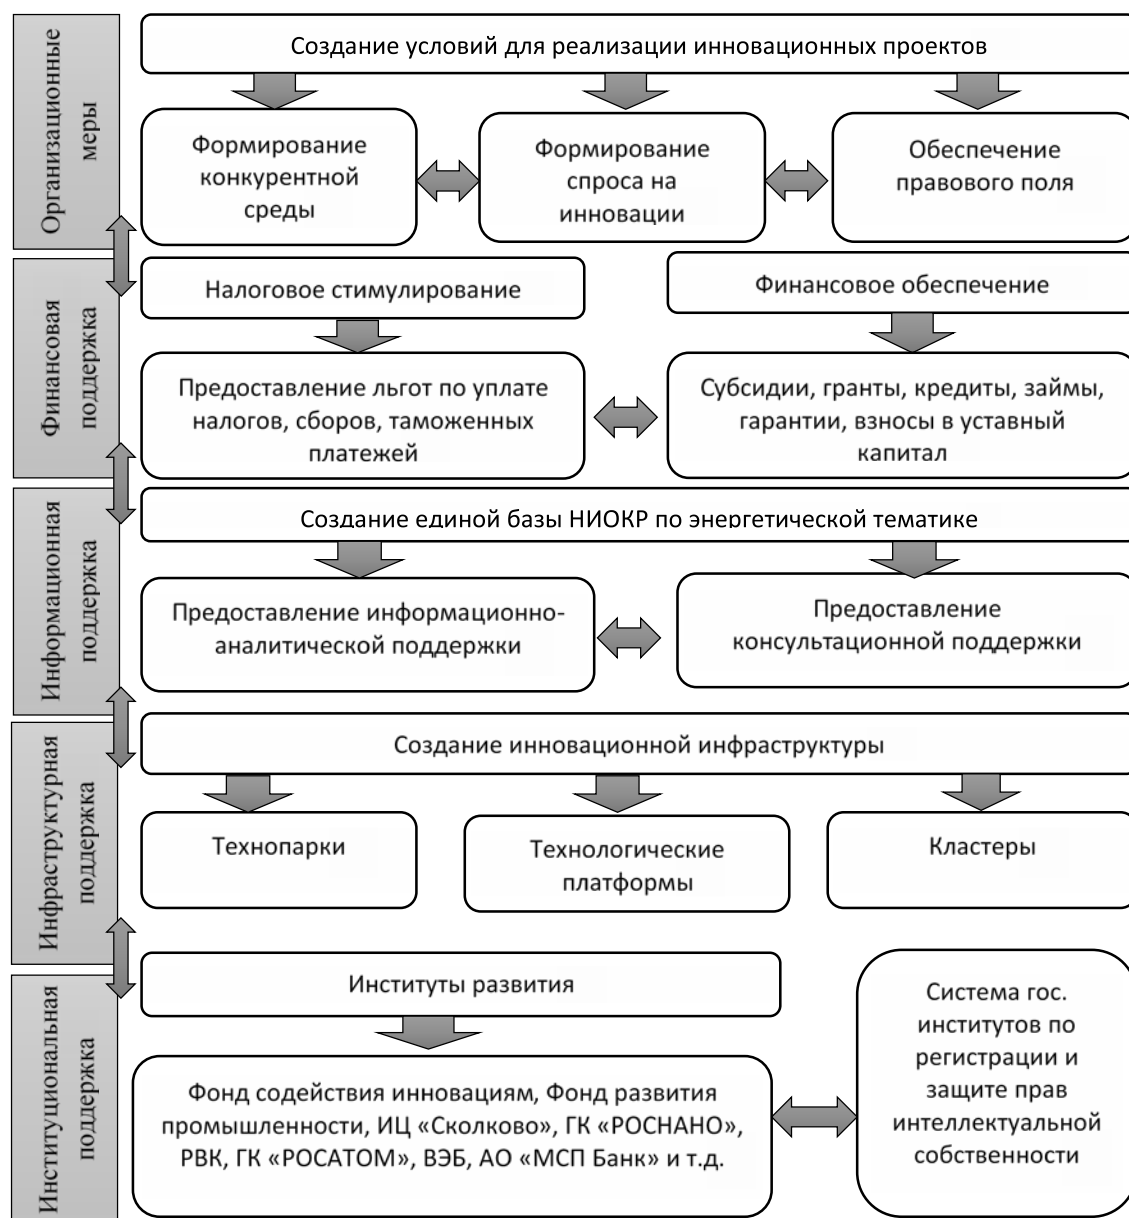 Организационные
меры
Создание условий для реализации инновационных проектов
Формирование
конкурентной
среды
Формирование
спроса на
инновации
Обеспечение
правового поля
Финансовая
поддержка
Налоговое стимулирование
Финансовое обеспечение
Предоставление льгот по уплате
налогов, сборов, таможенных
платежей
Субсидии, гранты, кредиты, займы,
гарантии, взносы в уставный
капитал
Информационная
поддержка
Создание единой базы НИОКР по энергетической тематике
Предоставление информационно-
аналитической поддержки
Предоставление
консультационной поддержки
Инфраструктурная
поддержка
Создание инновационной инфраструктуры
Технопарки
Технологические
платформы
Кластеры
Институциональная
поддержка
Институты развития
Фонд содействия инновациям, Фонд развития
промышленности, ИЦ «Сколково», ГК «РОСНАНО»,
РВК, ГК «РОСАТОМ», ВЭБ, АО «МСП Банк» и т.д.
Система гос.
институтов по
регистрации и
защите прав
интеллектуальной
собственности